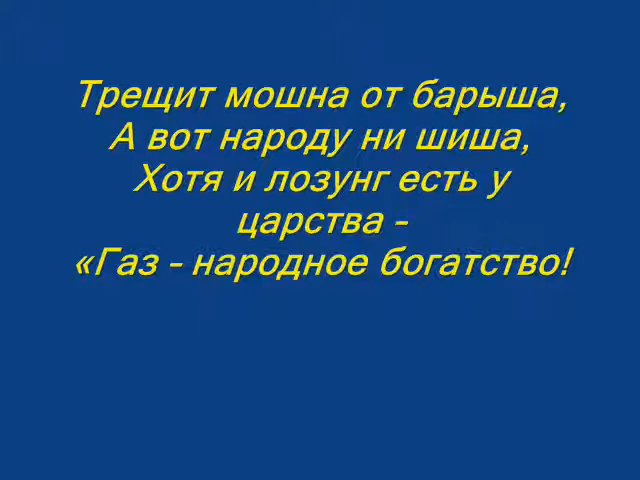 Трещит мошна от барыша,
А вот народу ни шиша,
Хотя и лозунг есть у
царства –
«Газ – народное богатство!